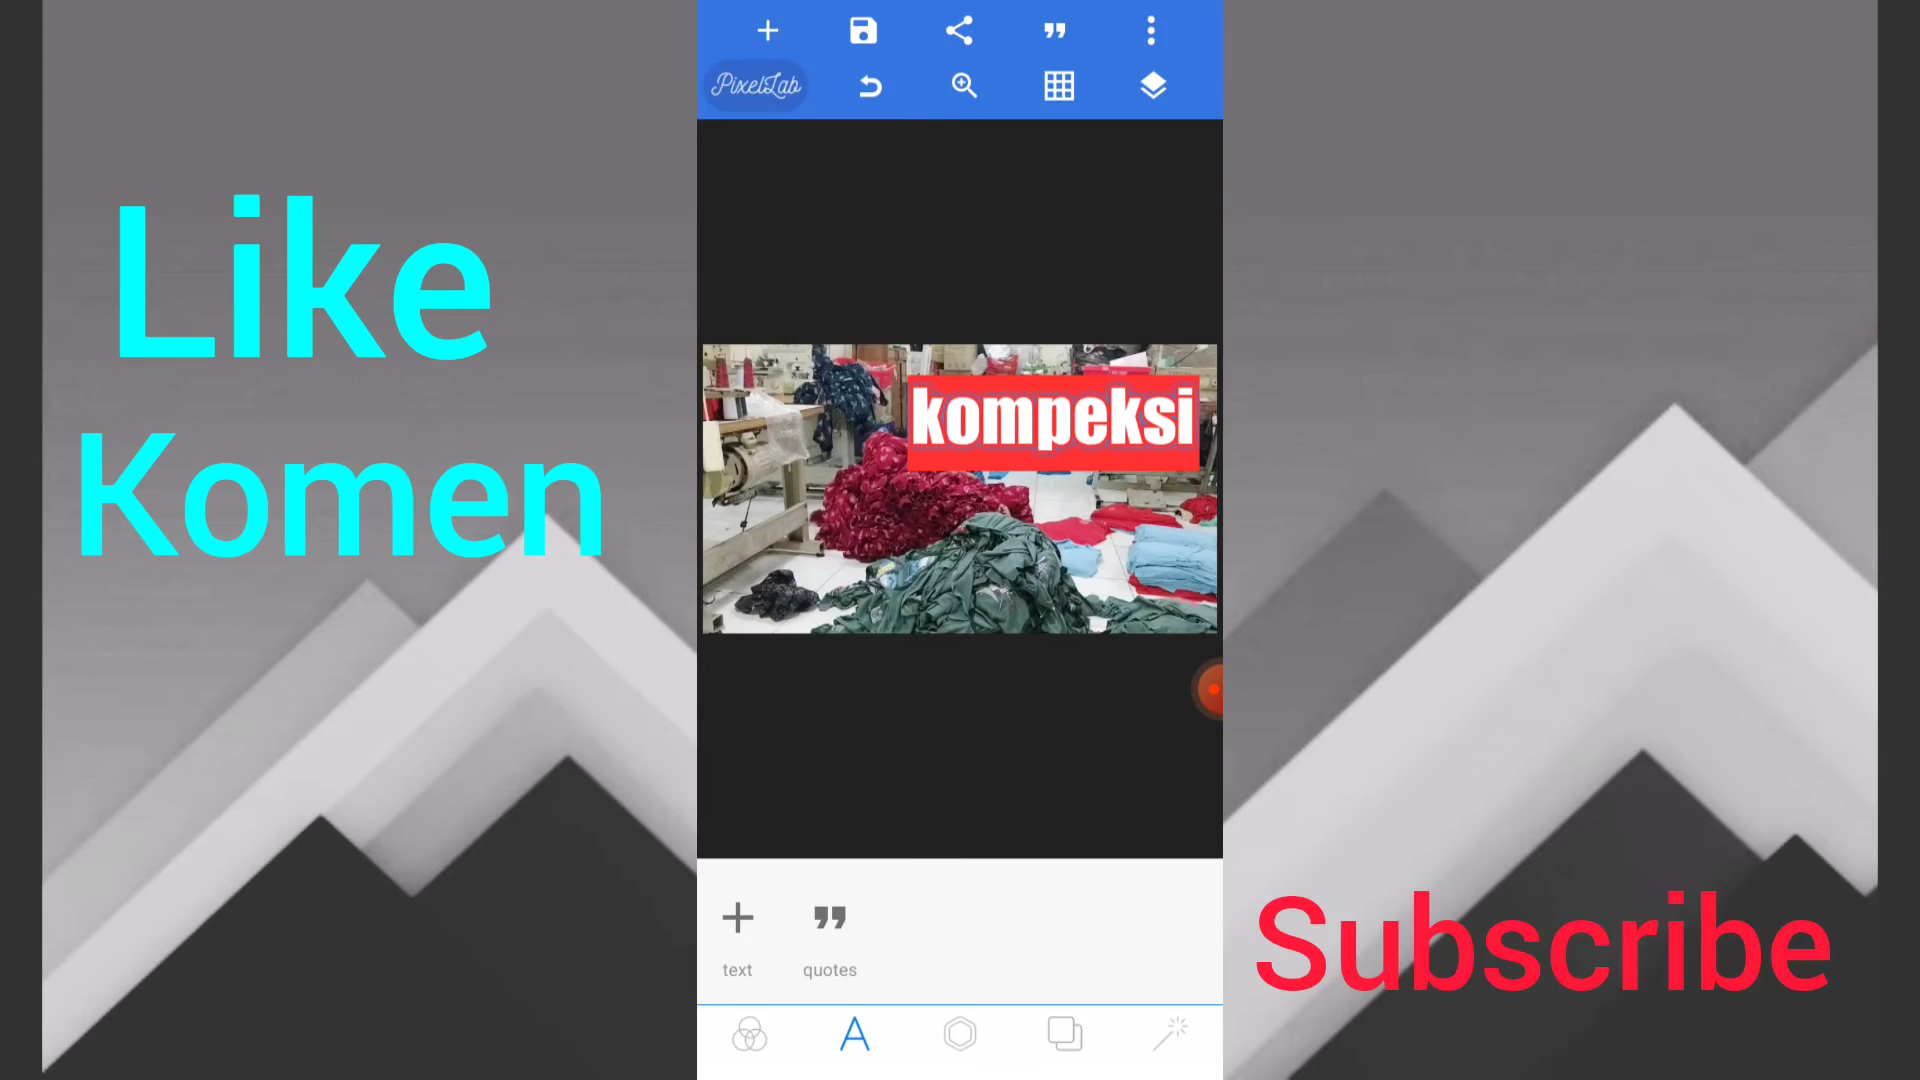 PixelLab
Like
Komen
kompeksi
Subscribe
text
quotes